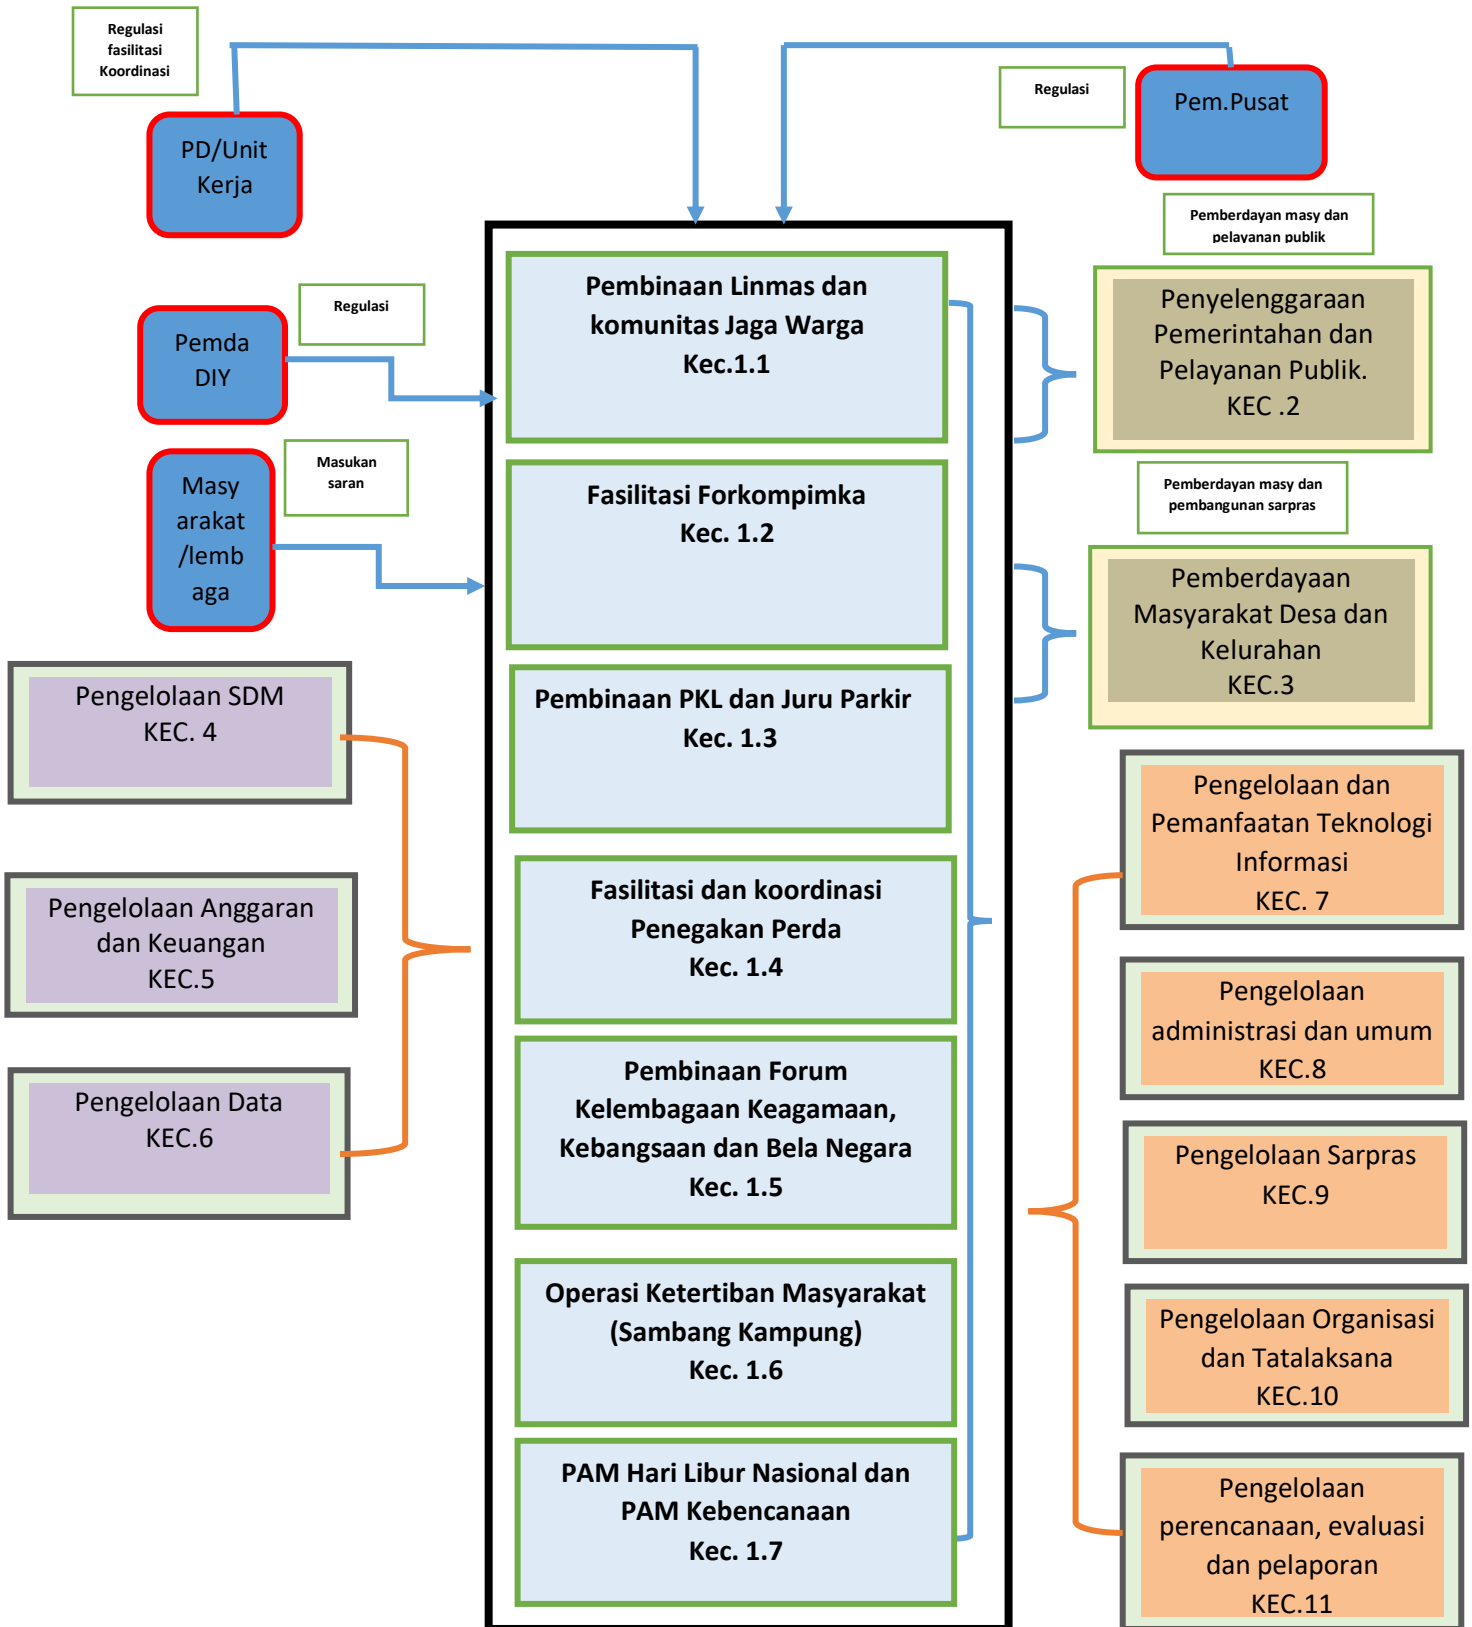 Regulasi
fasilitasi
Koordinasi
Regulasi
Pem.Pusat
PD/Unit
Kerja
Pemberdayan masy dan
pelayanan publik
Regulasi
Pemda
DIY
Masukan
saran
Masy
arakat
/lemb
aga
Pembinaan Linmas dan
komunitas Jaga Warga
Kec.1.1
Fasilitasi Forkompimka
Kec. 1.2
Pembinaan PKL dan Juru Parkir
Kec. 1.3
Fasilitasi dan koordinasi
Penegakan Perda
Kec. 1.4
Pembinaan Forum
Kelembagaan Keagamaan,
Kebangsaan dan Bela Negara
Kec. 1.5
Operasi Ketertiban Masyarakat
(Sambang Kampung)
Kec. 1.6
PAM Hari Libur Nasional dan
PAM Kebencanaan
Kec. 1.7
Penyelenggaraan
Pemerintahan dan
Pelayanan Publik.
KEC .2
Pemberdayan masy dan
pembangunan sarpras
Pemberdayaan
Masyarakat Desa dan
Kelurahan
KEC.3
Pengelolaan SDM
KEC. 4
Pengelolaan Anggaran
dan Keuangan
KEC.5
Pengelolaan Data
KEC.6
Pengelolaan dan
Pemanfaatan Teknologi
Informasi
KEC. 7
Pengelolaan
administrasi dan umum
KEC.8
Pengelolaan Sarpras
KEC.9
Pengelolaan Organisasi
dan Tatalaksana
KEC.10
Pengelolaan
perencanaan, evaluasi
dan pelaporan
KEC.11